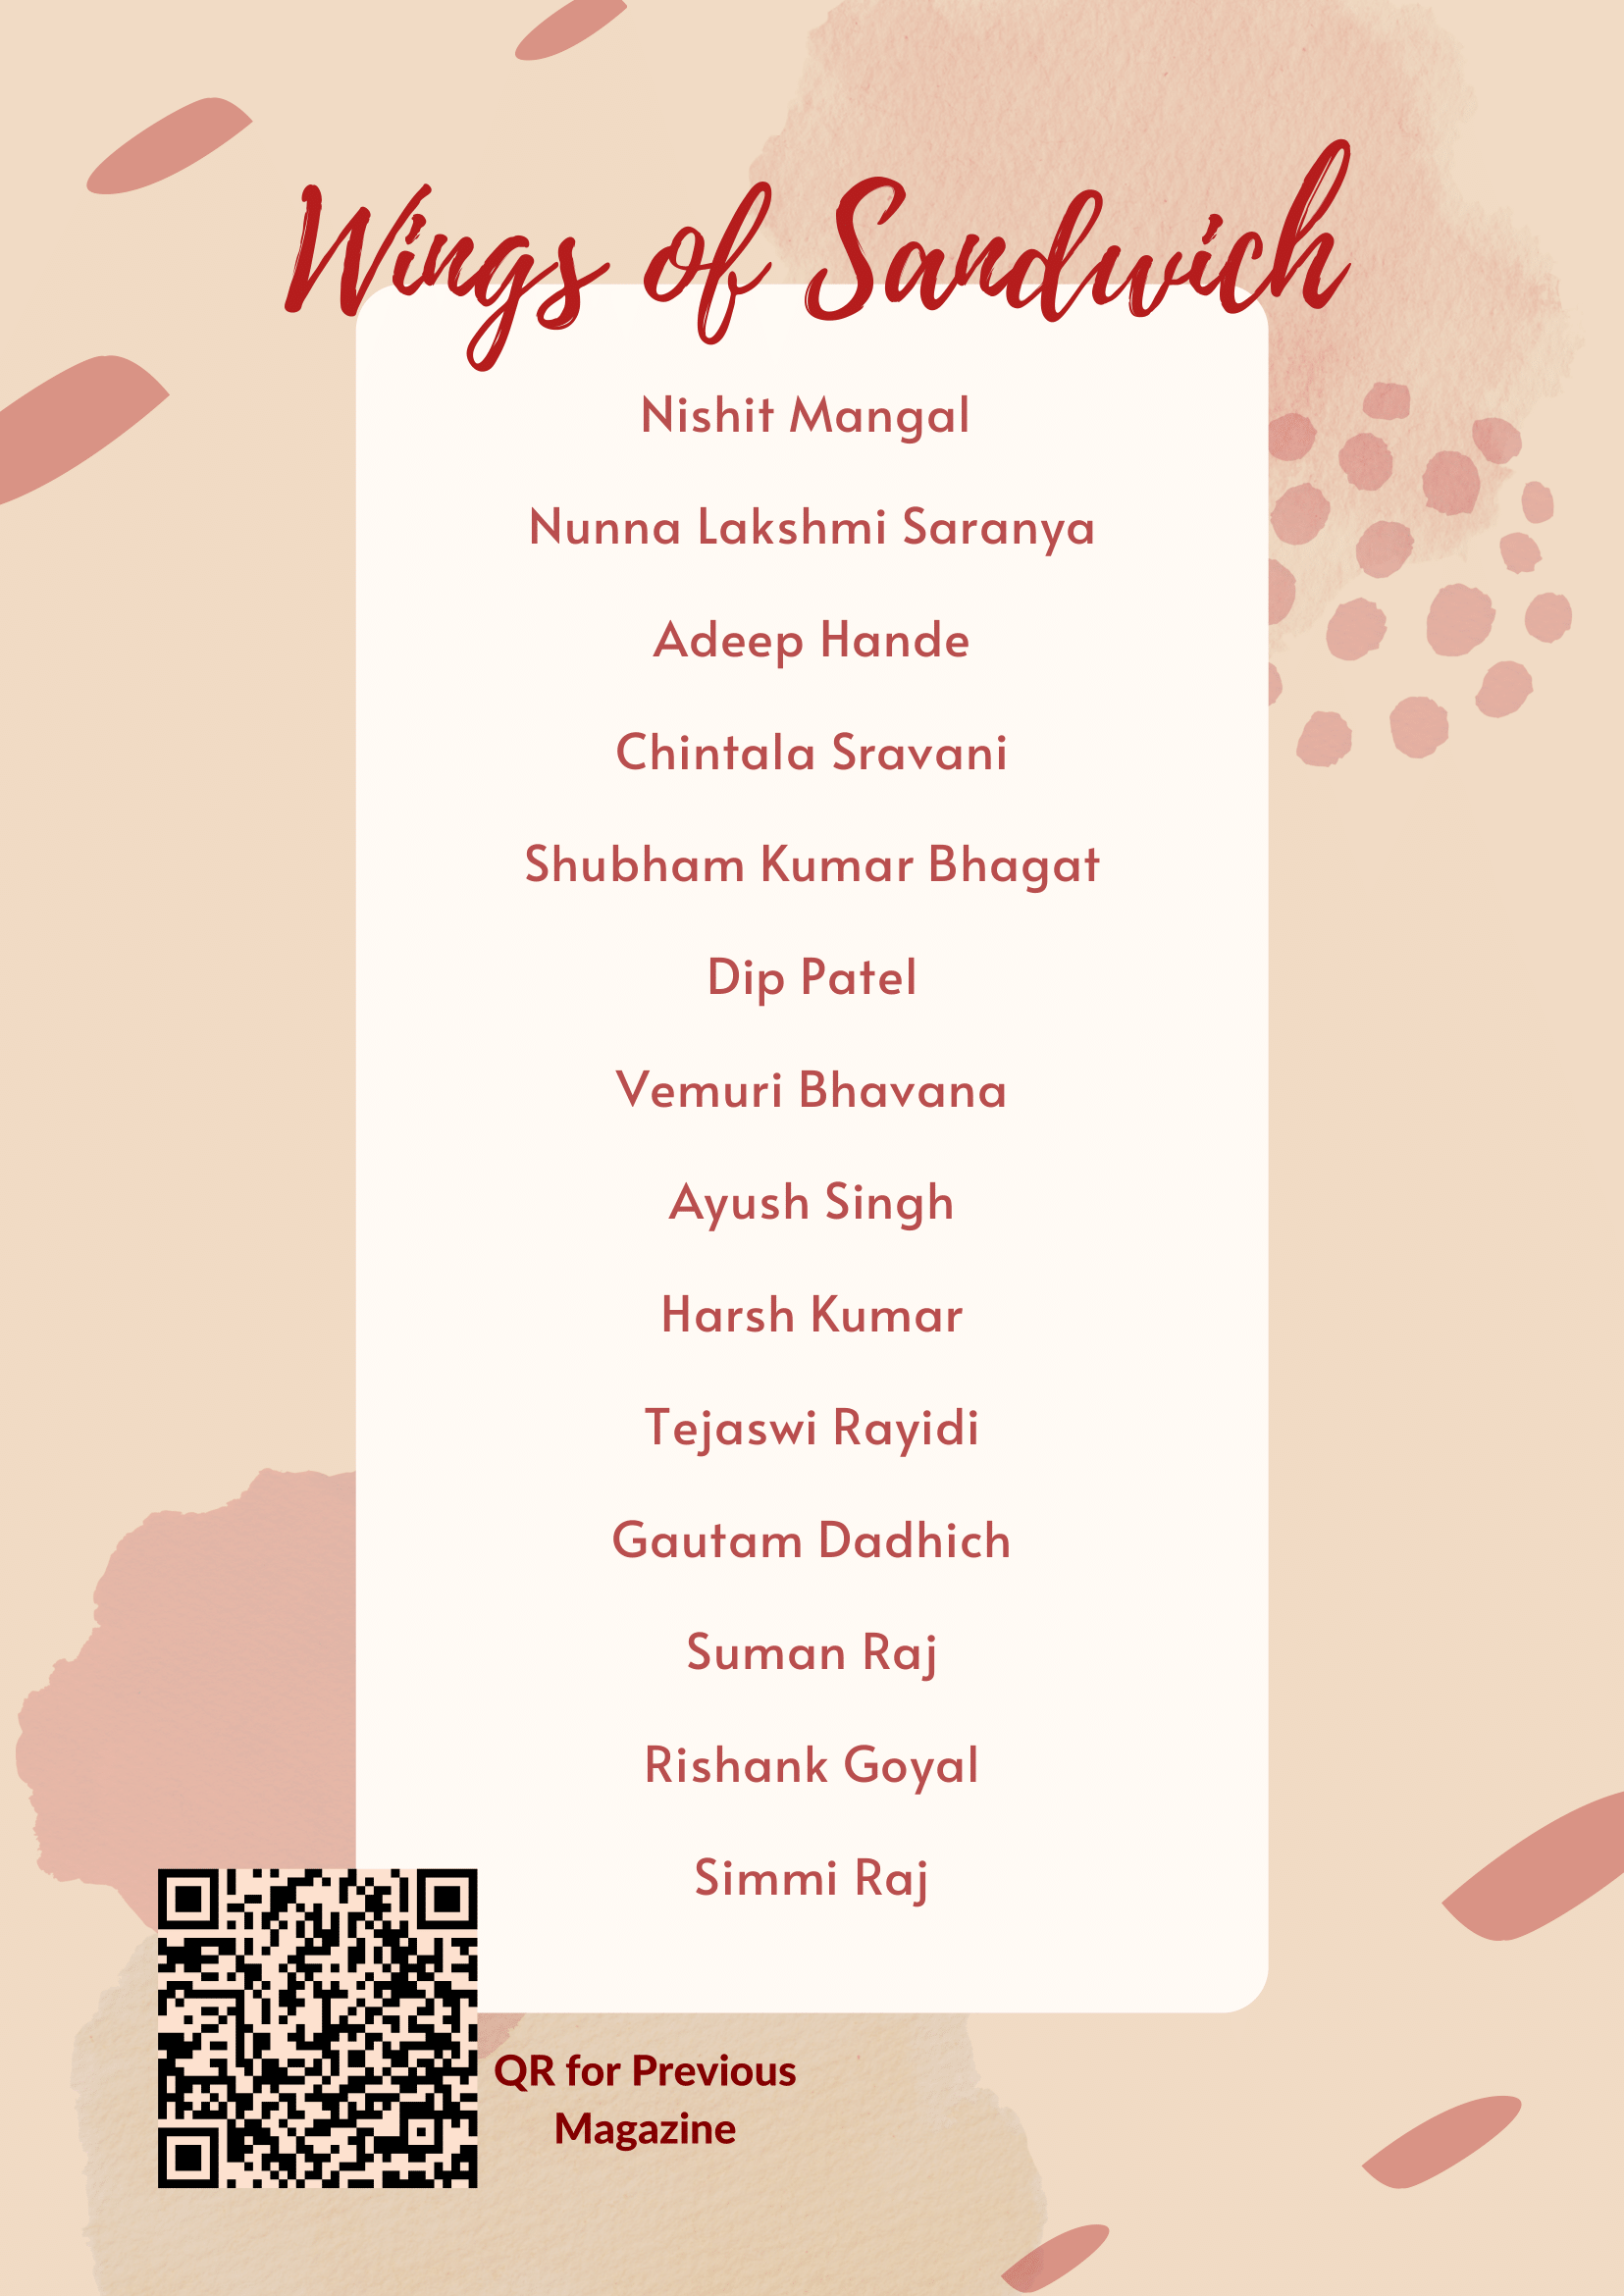 Wings of Sandwich
Nishit Mangal
Nunna Lakshmi Saranya
Adeep Hande
Chintala Sravani
Shubham Kumar Bhagat
Dip Patel
Vemuri Bhavana
Ayush Singh
Harsh Kumar
Tejaswi Rayidi
Gautam Dadhich
Suman Raj
Rishank Goyal
Simmi Raj
QR for Previous
Magazine